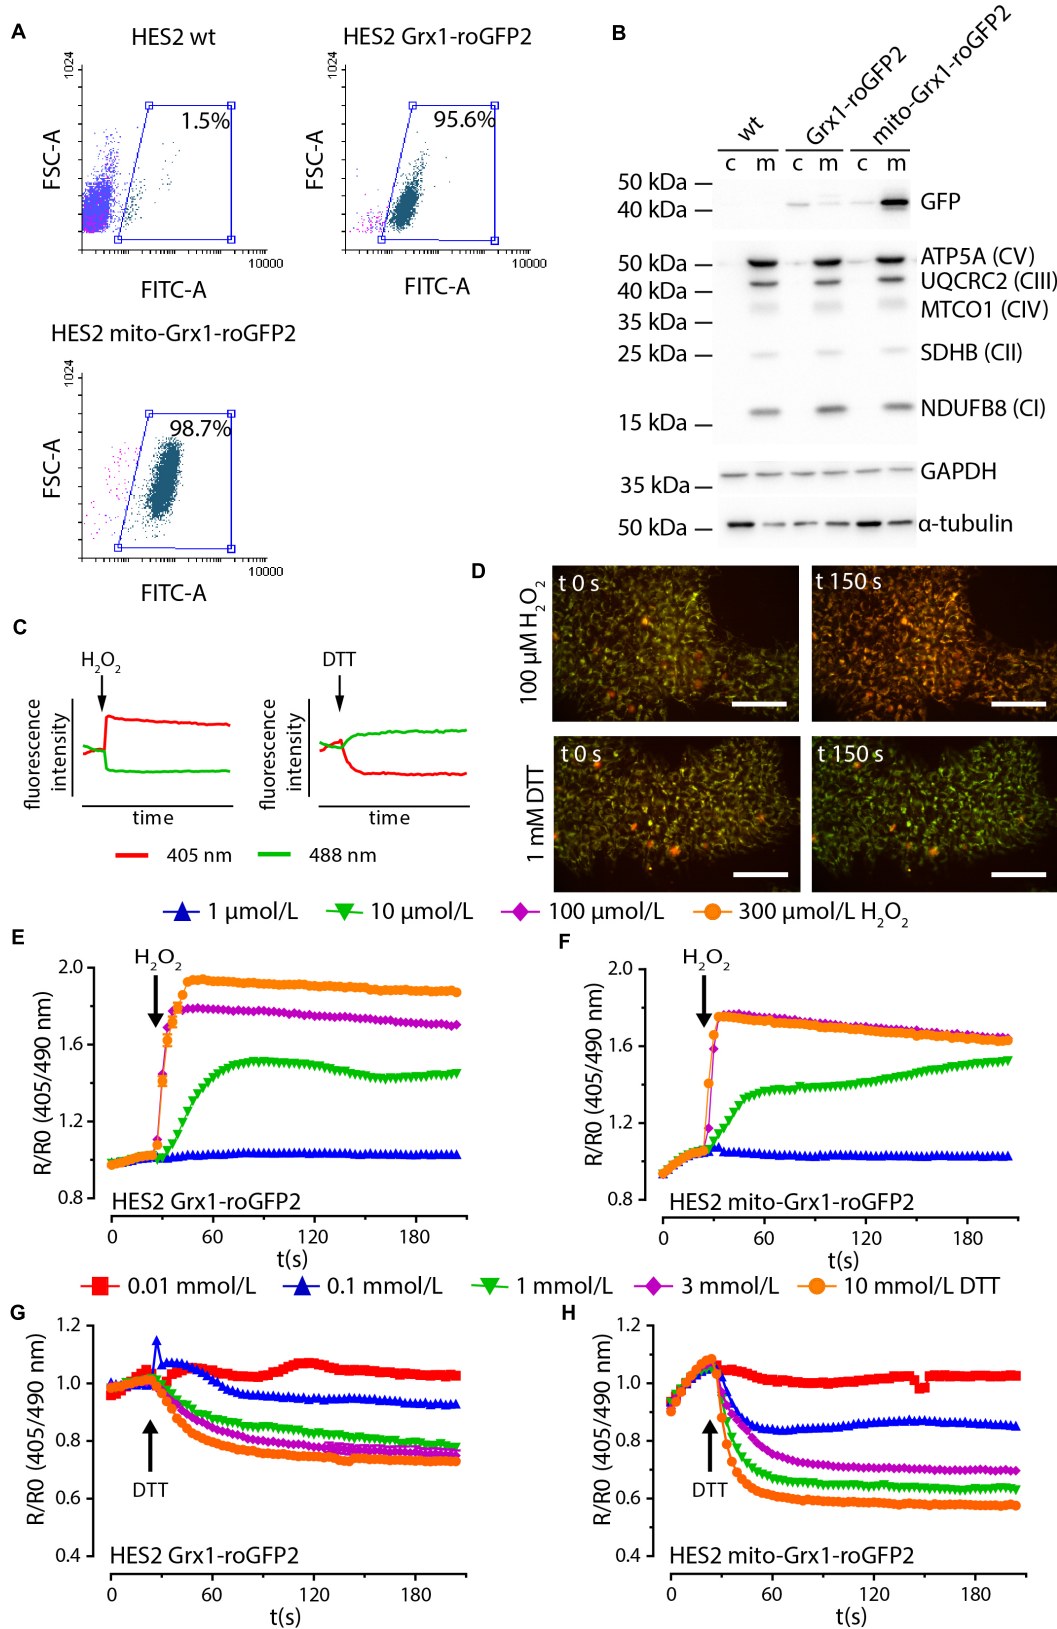 A
HES2 wt
1024
FSC-A
1.5%
10000
FITC-A
HES2 Grx1-roGFP2
1024
FSC-A
95.6%
10000
FITC-A
HES2 mito-Grx1-roGFP2
1024
FSC-A
98.7%
10000
FITC-A
B
wt
Grx1-roGFP2
mito-Grx1-roGFP2
c m c m c m
50 kDa
40 kDa
GFP
50 kDa
40 kDa
35 kDa
25 kDa
15 kDa
ATP5A (CV)
UQCRC2 (CIII)
MTCO1 (CIV)
SDHB (CII)
NDUFB8 (CI)
35 kDa
GAPDH
50 kDa
α-tubulin
C
H2O2
fluorescence
intensity
time
DTT
fluorescence
intensity
time
405 nm 488 nm
D
100 µM H2O2
t 0 s
t 150 s
1 mM DTT
t 0 s
t 150 s
1 µmol/L 10 µmol/L 100 µmol/L 300 µmol/L H2O2
E
H2O2
R/R0 (405/490 nm)
2.0
1.6
1.2
0.8
HES2 Grx1-roGFP2
0 60 120 180
t(s)
F
H2O2
R/R0 (405/490 nm)
2.0
1.6
1.2
0.8
HES2 mito-Grx1-roGFP2
0 60 120 180
t(s)
0.01 mmol/L 0.1 mmol/L 1 mmol/L 3 mmol/L 10 mmol/L DTT
G
R/R0 (405/490 nm)
1.2
1.0
0.8
0.6
0.4
DTT
HES2 Grx1-roGFP2
0 60 120 180
t(s)
H
R/R0 (405/490 nm)
1.2
1.0
0.8
0.6
0.4
DTT
HES2 mito-Grx1-roGFP2
0 60 120 180
t(s)